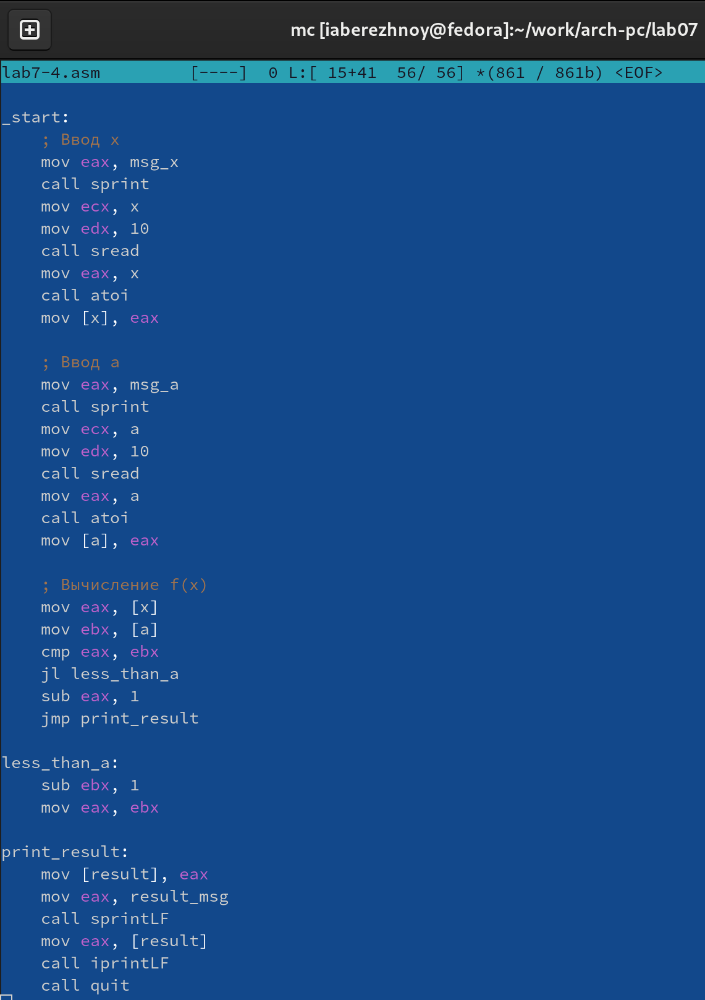 mc [iaberezhnoy@fedora]:~/work/arch-pc/lab07
lab7-4.asm [----] 0 L:[ 15+41 56/ 56] *(861 / 861b) <EOF>
_start:
; Ввод x
mov eax, msg_x
call sprint
mov ecx, x
mov edx, 10
call sread
mov eax, x
call atoi
mov [x], eax
; Ввод a
mov eax, msg_a
call sprint
mov ecx, a
mov edx, 10
call sread
mov eax, a
call atoi
mov [a], eax
; Вычисление f(x)
mov eax, [x]
mov ebx, [a]
cmp eax, ebx
jl less_than_a
sub eax, 1
jmp print_result
less_than_a:
sub ebx, 1
mov eax, ebx
print_result:
mov [result], eax
mov eax, result_msg
call sprintLF
mov eax, [result]
call iprintLF
call quit